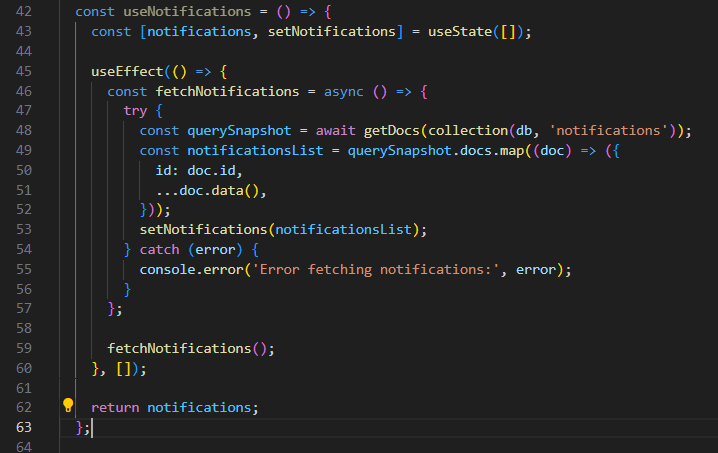 42 const useNotifications = () => {
43 const [notifications, setNotifications] = useState([]);
44
45 useEffect(() => {
46 const fetchNotifications = async () => {
47 try {
48 const querySnapshot = await getDocs(collection(db, 'notifications'));
49 const notificationsList = querySnapshot.docs.map((doc) => ({
50 id: doc.id,
51 ...doc.data(),
52 }));
53 setNotifications(notificationsList);
54 } catch (error) {
55 console.error('Error fetching notifications:', error);
56 }
57 };
58
59 fetchNotifications();
60 }, []);
61
62 return notifications;
63 };
64